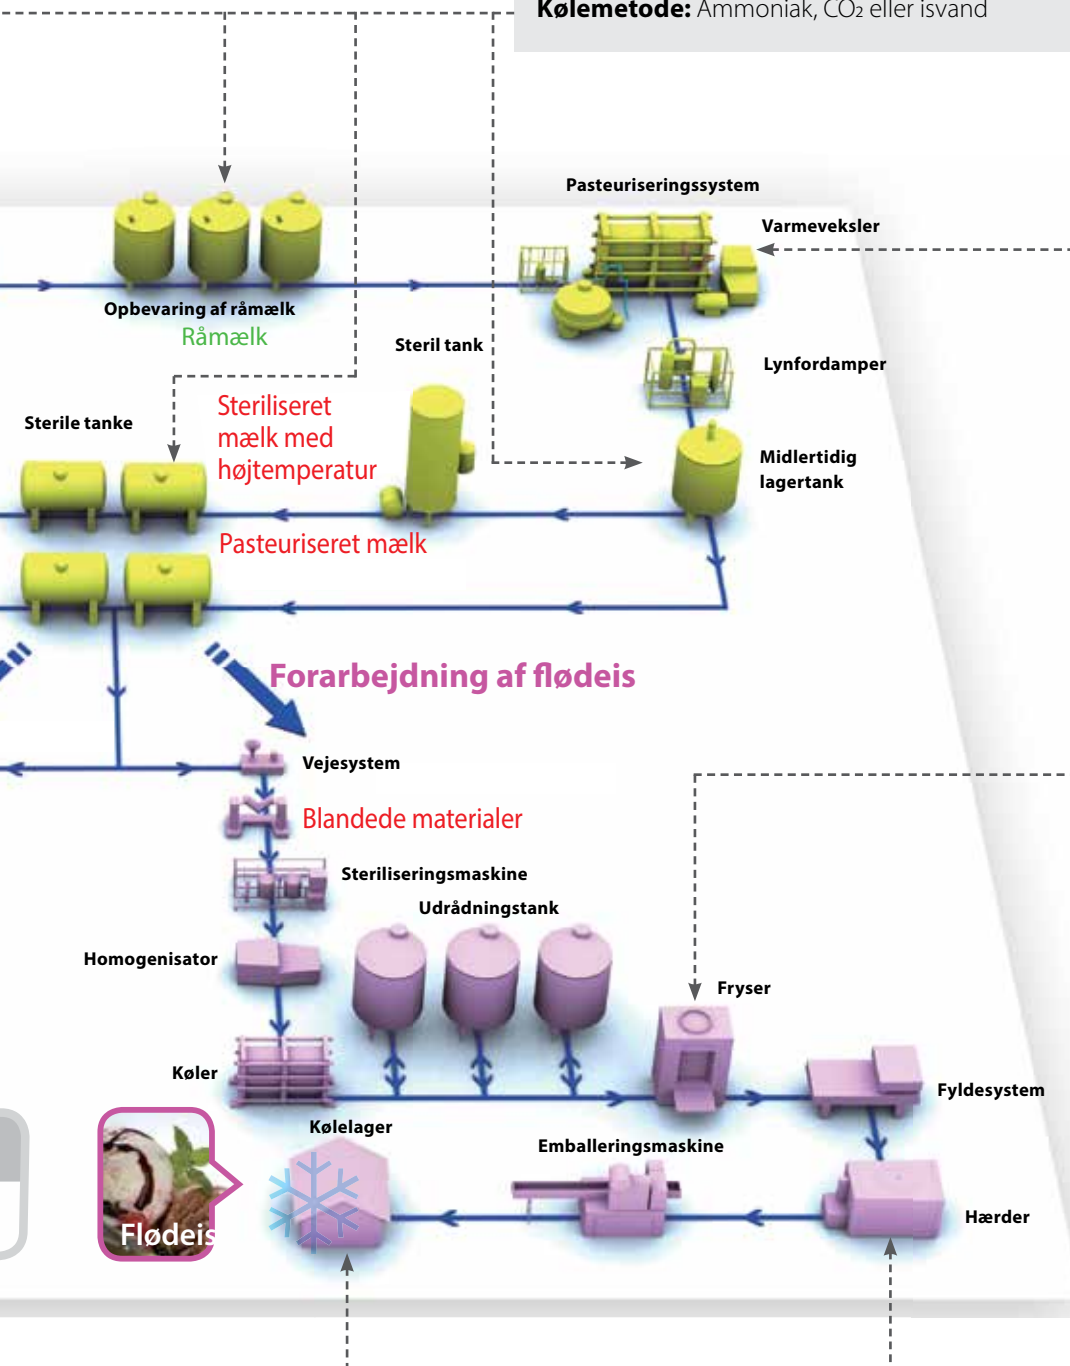 Kølemetode: Ammoniak, CO₂ eller isvand
Pasteuriseringssystem
Varmeveksler
Opbevaring af råmælk
Råmælk
Steril tank
Lynfordamper
Sterile tanke
Steriliseret
mælk med
højtemperatur
Midlertidig
lagertank
Pasteuriseret mælk
Forarbejdning af flødeis
Vejesystem
Blandede materialer
Steriliseringsmaskine
Udrådningstank
Homogenisator
Fryser
Køler
Fyldesystem
Kølelager
Emballeringsmaskine
Hærder
Flødeis